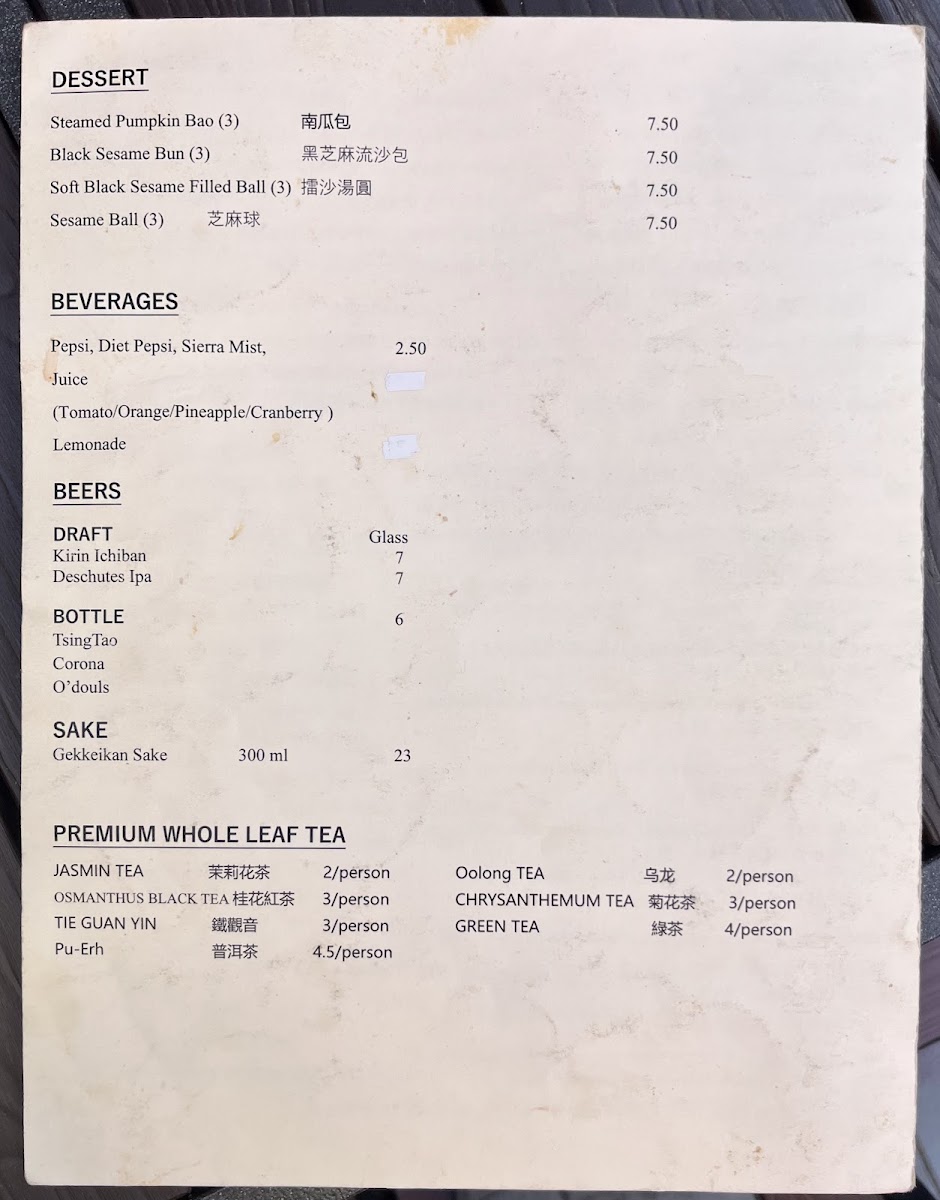 DESSERT
Steamed Pumpkin Bao (3) 南瓜包 7.50
Black Sesame Bun (3) 黑芝麻流沙包 7.50
Soft Black Sesame Filled Ball (3) 擂沙湯圓 7.50
Sesame Ball (3) 芝麻球 7.50
BEVERAGES
Pepsi, Diet Pepsi, Sierra Mist, 2.50
Juice
(Tomato/Orange/Pineapple/Cranberry )
Lemonade
BEERS
DRAFT Glass
Kirin Ichiban 7
Deschutes Ipa 7
BOTTLE 6
TsingTao
Corona
O’douls
SAKE
Gekkeikan Sake 300 ml 23
PREMIUM WHOLE LEAF TEA
JASMIN TEA 茉莉花茶 2/person Oolong TEA 乌龙 2/person
OSMANTHUS BLACK TEA 桂花紅茶 3/person CHRYSANTHEMUM TEA 菊花茶 3/person
TIE GUAN YIN 鐵觀音 3/person GREEN TEA 綠茶 4/person
Pu-Erh 普洱茶 4.5/person